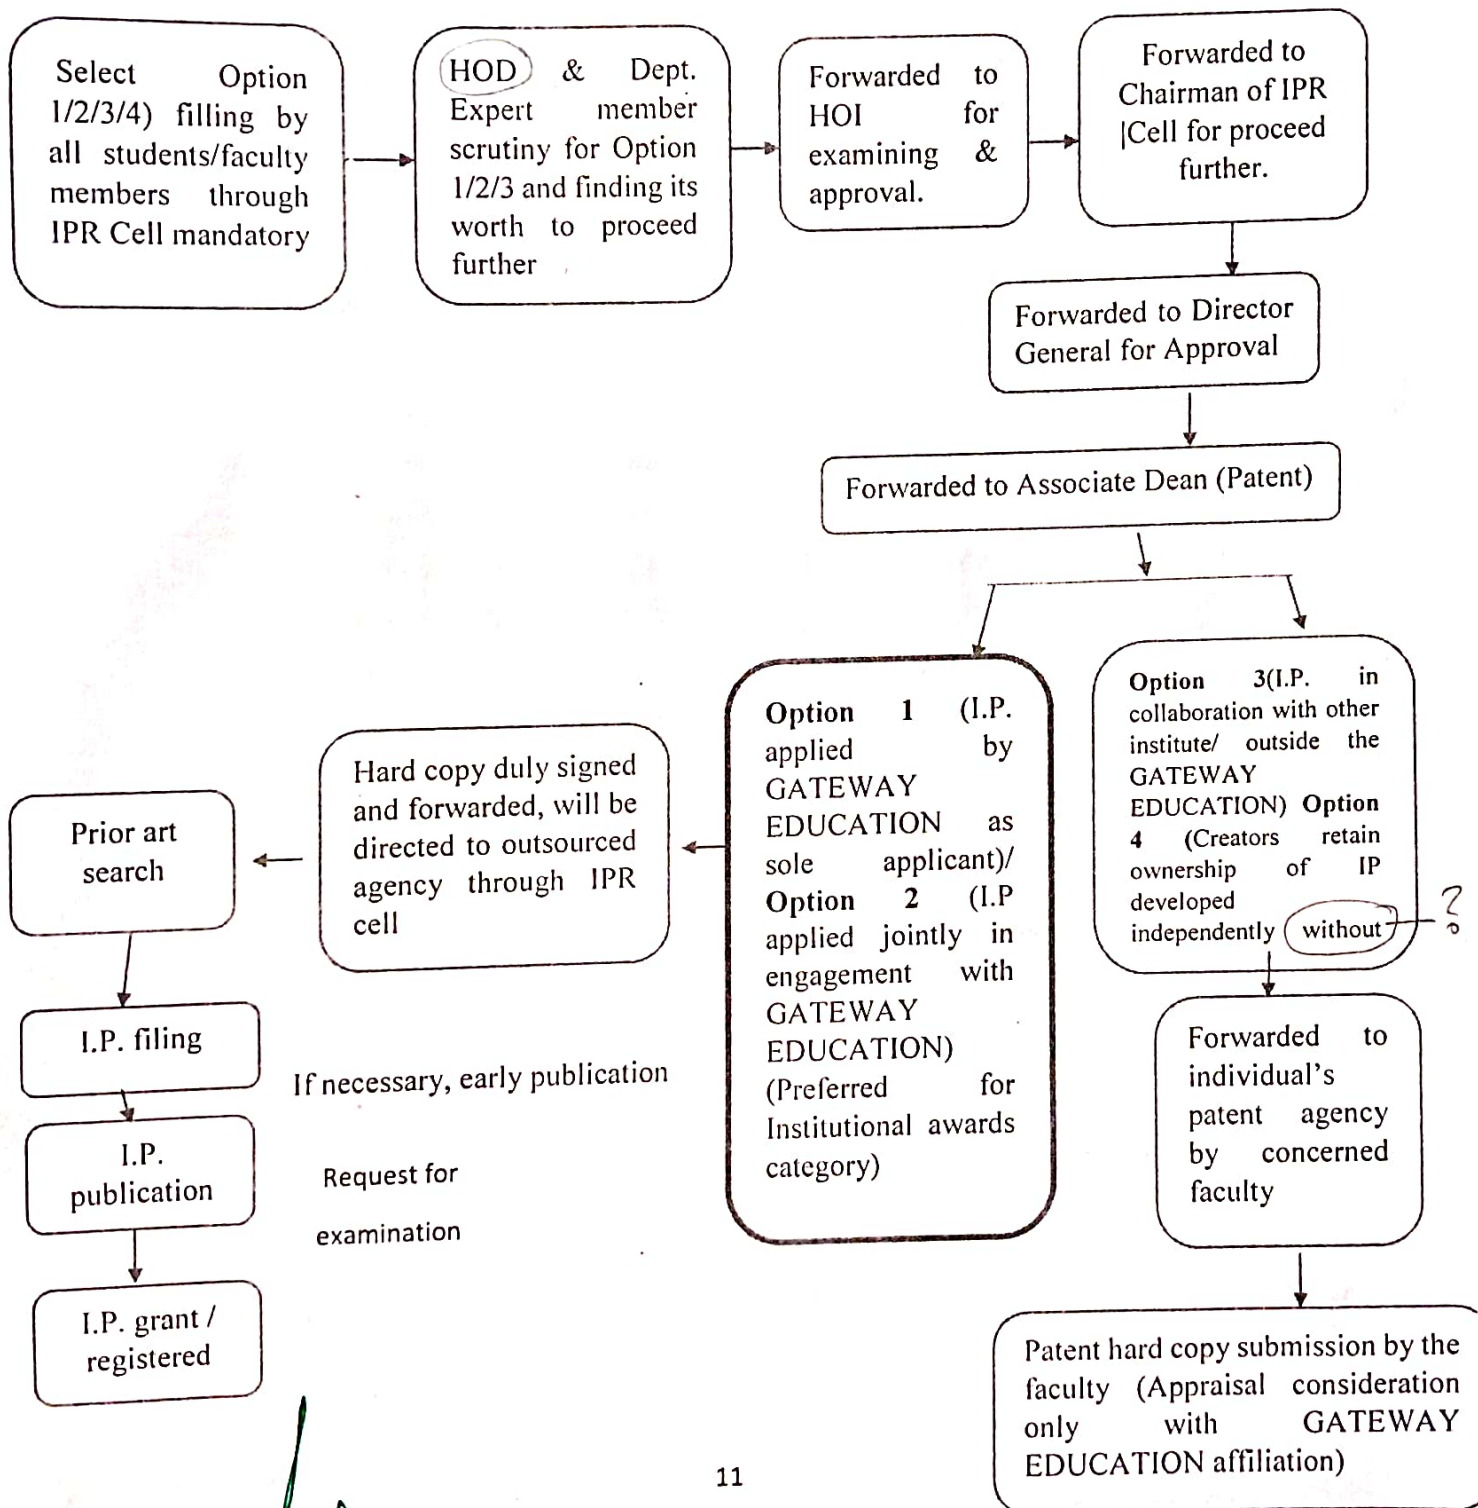 Select Option
1/2/3/4) filling by
all students/faculty
members through
IPR Cell mandatory
HOD & Dept.
Expert member
scrutiny for Option
1/2/3 and finding its
worth to proceed
further
Forwarded to
HOI for
examining &
approval.
Forwarded to
Chairman of IPR
|Cell for proceed
further.
Forwarded to Director
General for Approval
Forwarded to Associate Dean (Patent)
Option 1 (I.P.
applied by
GATEWAY
EDUCATION as
sole applicant)/
Option 2 (I.P
applied jointly in
engagement with
GATEWAY
EDUCATION)
(Preferred for
Institutional awards
category)
Option 3(I.P. in
collaboration with other
institute/ outside the
GATEWAY
EDUCATION) Option
4 (Creators retain
ownership of IP
developed
independently without ?
Hard copy duly signed
and forwarded, will be
directed to outsourced
agency through IPR
cell
Prior art
search
I.P. filing
If necessary, early publication
I.P.
publication
Request for
examination
I.P. grant /
registered
Forwarded to
individual's
patent agency
by concerned
faculty
Patent hard copy submission by the
faculty (Appraisal consideration
only with GATEWAY
EDUCATION affiliation)
11